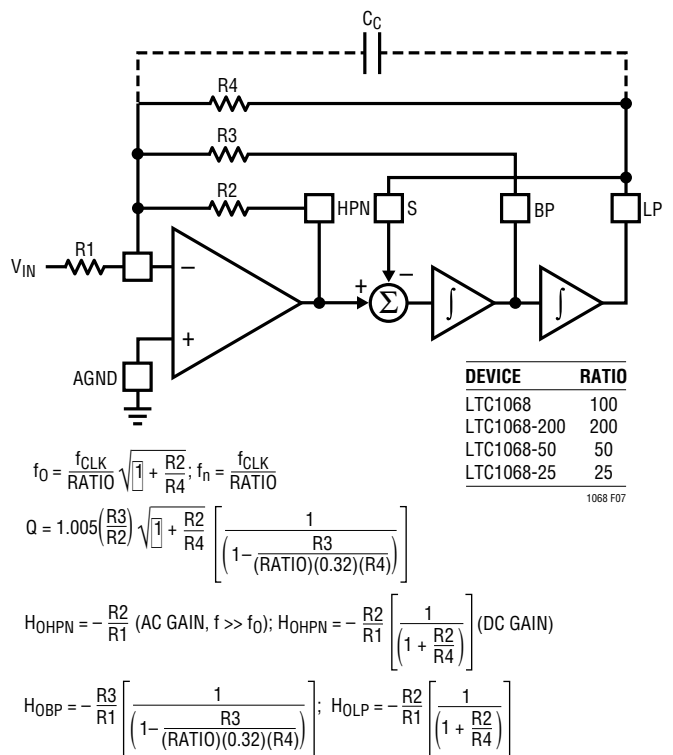 C_C
R4
R3
R2
HPN S BP LP
R1
V_IN
−
+
+ Σ −
∫ ∫
AGND
DEVICE RATIO
LTC1068 100
LTC1068-200 200
LTC1068-50 50
LTC1068-25 25
1068 F07
f_O = f_CLK/RATIO √(1 + R2/R4); f_n = f_CLK/RATIO
Q = 1.005(R3/R2) √(1 + R2/R4) [1/(1− R3/((RATIO)(0.32)(R4)))]
H_OHPN = − R2/R1 (AC GAIN, f >> f_O); H_OHPN = − R2/R1 [1/(1 + R2/R4)] (DC GAIN)
H_OBP = − R3/R1 [1/(1− R3/((RATIO)(0.32)(R4)))]; H_OLP = − R2/R1 [1/(1 + R2/R4)]